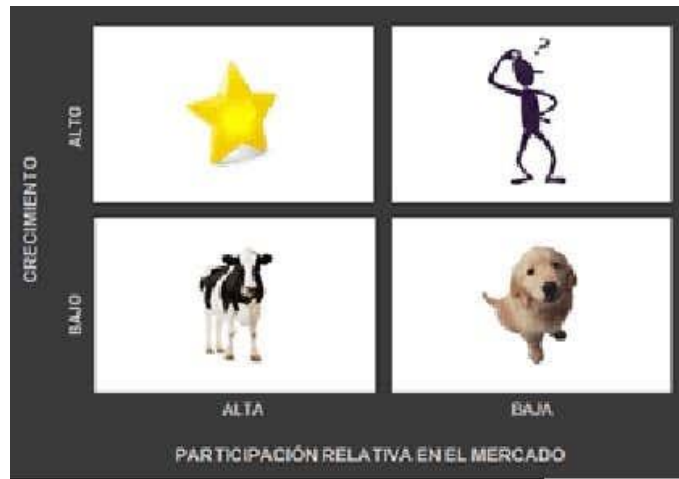 ?
CRECIMIENTO
ALTO
BAJO
ALTA
BAJA
PARTICIPACIÓN RELATIVA EN EL MERCADO